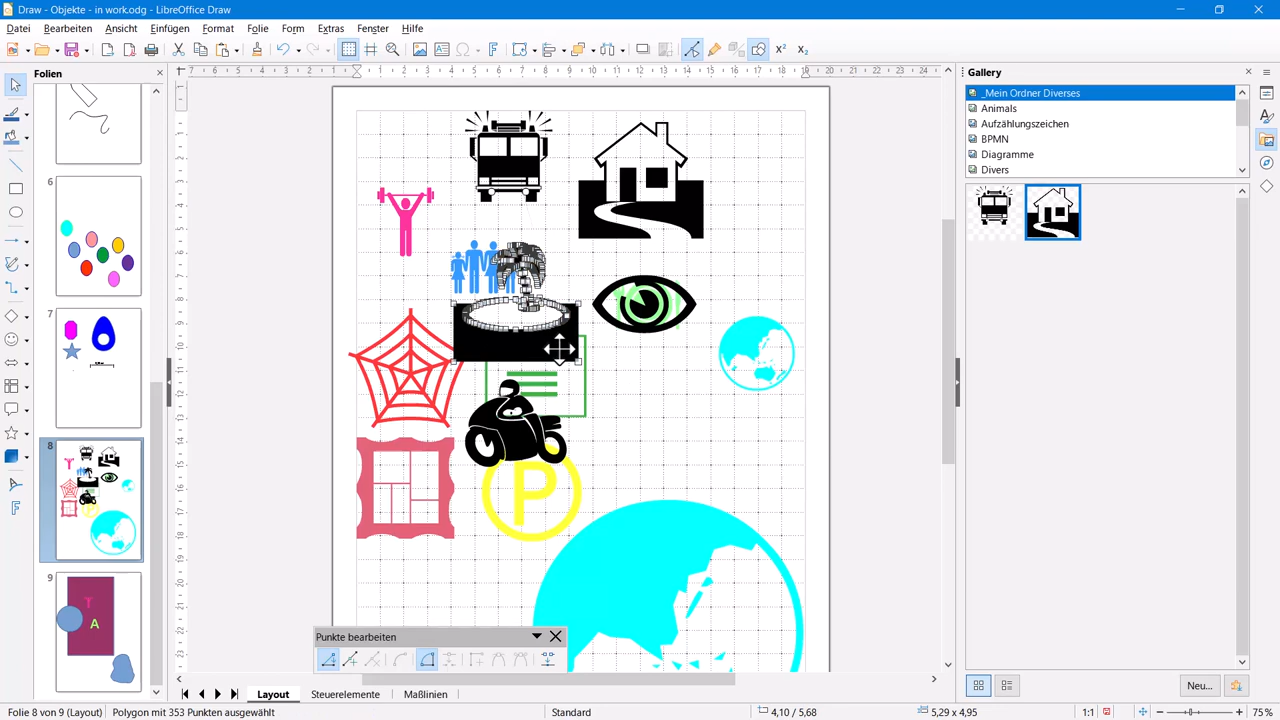 Draw - Objekte - in work.odg - LibreOffice Draw
Datei Bearbeiten Ansicht Einfügen Format Folie Form Extras Fenster Hilfe
Folien
Gallery
_Mein Ordner Diverses
Animals
Aufzählungszeichen
BPMN
Diagramme
Divers
6
7
8
9
T
A
P
Punkte bearbeiten
Neu...
Layout Steuerelemente Maßlinien
Folie 8 von 9 (Layout) Polygon mit 353 Punkten ausgewählt Standard 4,10 / 5,68 5,29 x 4,95 1:1 75%